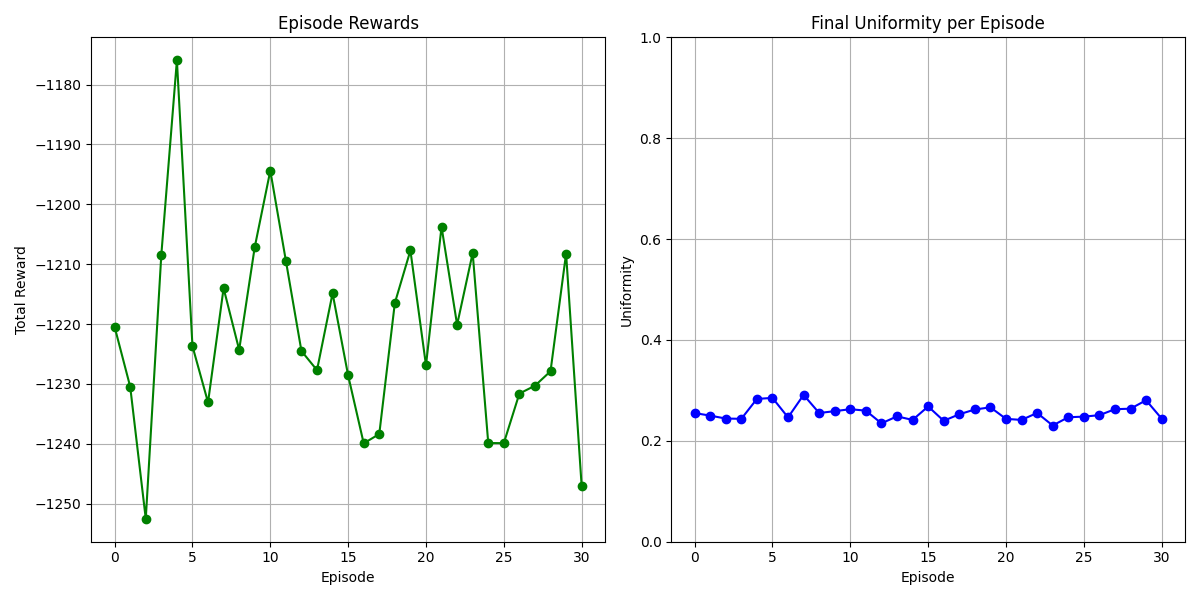 Episode Rewards
Total Reward
−1180
−1190
−1200
−1210
−1220
−1230
−1240
−1250
0 5 10 15 20 25 30
Episode
Final Uniformity per Episode
Uniformity
1.0
0.8
0.6
0.4
0.2
0.0
0 5 10 15 20 25 30
Episode